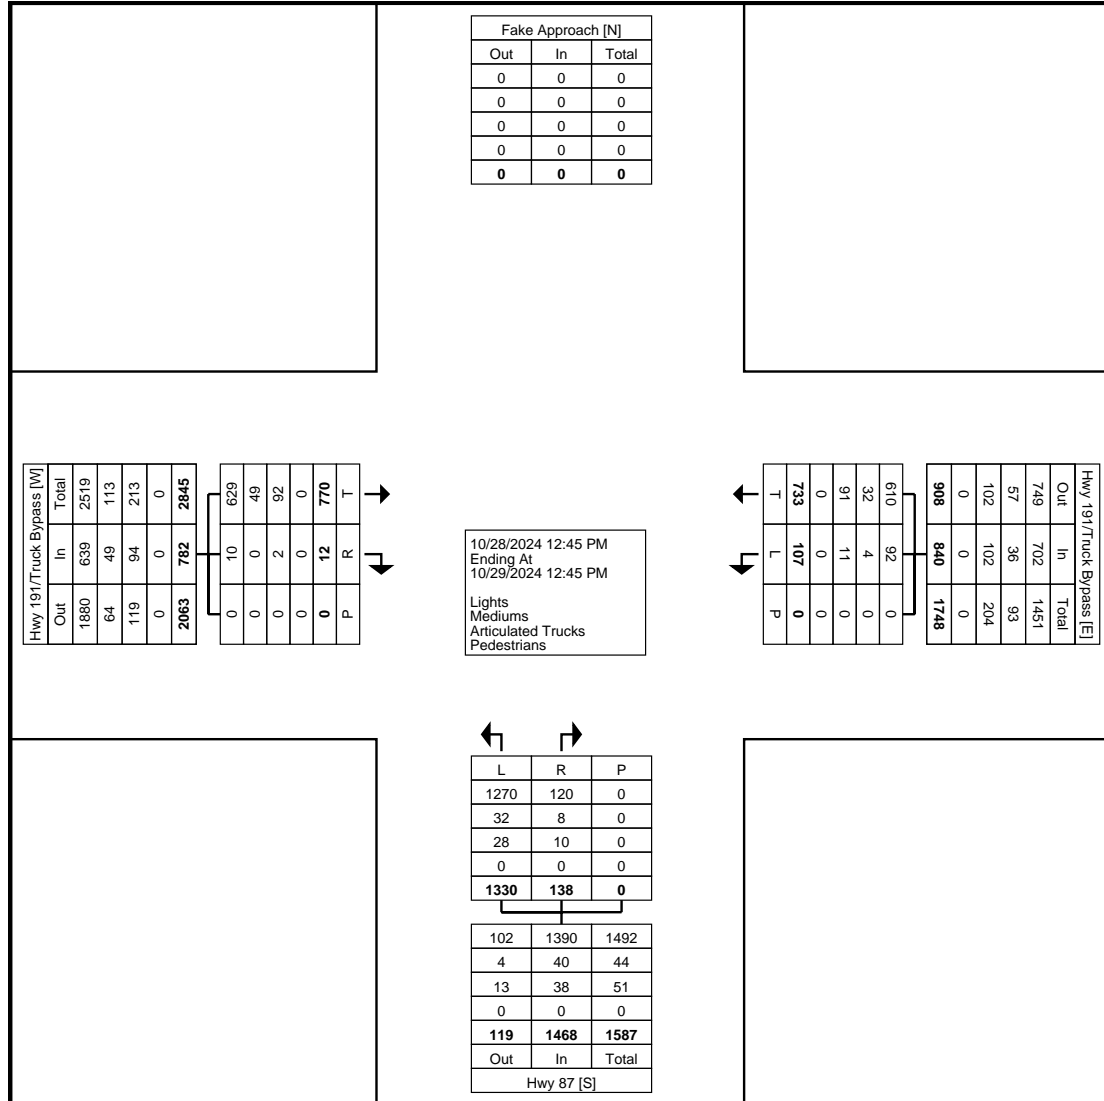 Fake Approach [N]
Out In Total
0 0 0
0 0 0
0 0 0
0 0 0
0 0 0
Hwy 191/Truck Bypass [W]
Total 2519 113 213 0 2845
In 639 49 94 0 782
Out 1880 64 119 0 2063
629 49 92 0 770 T
10 0 2 0 12 R
0 0 0 0 0 P
10/28/2024 12:45 PM
Ending At
10/29/2024 12:45 PM
Lights
Mediums
Articulated Trucks
Pedestrians
Hwy 191/Truck Bypass [E]
Out In Total
749 702 1451
57 36 93
102 102 204
0 0 0
908 840 1748
610 92 0
32 4 0
91 11 0
0 0 0
733 107 0
T L P
L R P
1270 120 0
32 8 0
28 10 0
0 0 0
1330 138 0
102 1390 1492
4 40 44
13 38 51
0 0 0
119 1468 1587
Out In Total
Hwy 87 [S]